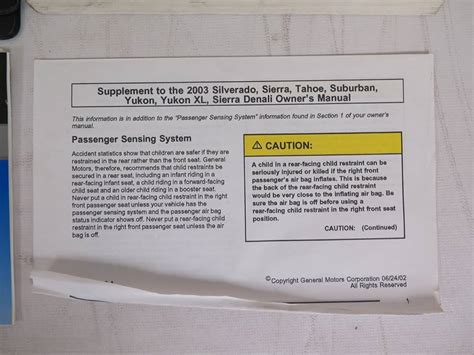 Supplement to the 2003 Silverado, Sierra, Tahoe, Suburban,
Yukon, Yukon XL, Sierra Denali Owner's Manual
This information is in addition to the "Passenger Sensing System" information found in Section 1 of your owner's
manual.
Passenger Sensing System
Accident statistics show that children are safer if they are
restrained in the rear rather than the front seat. General
Motors, therefore, recommends that child restraints be
secured in a rear seat, including an infant riding in a
rear-facing infant seat, a child riding in a forward-facing
child seat and an older child riding in a booster seat.
Never put a child in a rear-facing child restraint in the right
front passenger seat unless your vehicle has the
passenger sensing system and the passenger air bag
status indicator shows off. Never put a rear-facing child
restraint in the right front passenger seat unless the air
bag is off.
⚠ CAUTION:
A child in a rear-facing child restraint can be
seriously injured or killed if the right front
passenger's air bag inflates. This is because
the back of the rear-facing child restraint
would be very close to the inflating air bag. Be
sure the air bag is off before using a
rear-facing child restraint in the right front seat
position.
CAUTION: (Continued)
©Copyright General Motors Corporation 06/24/02
All Rights Reserved
1